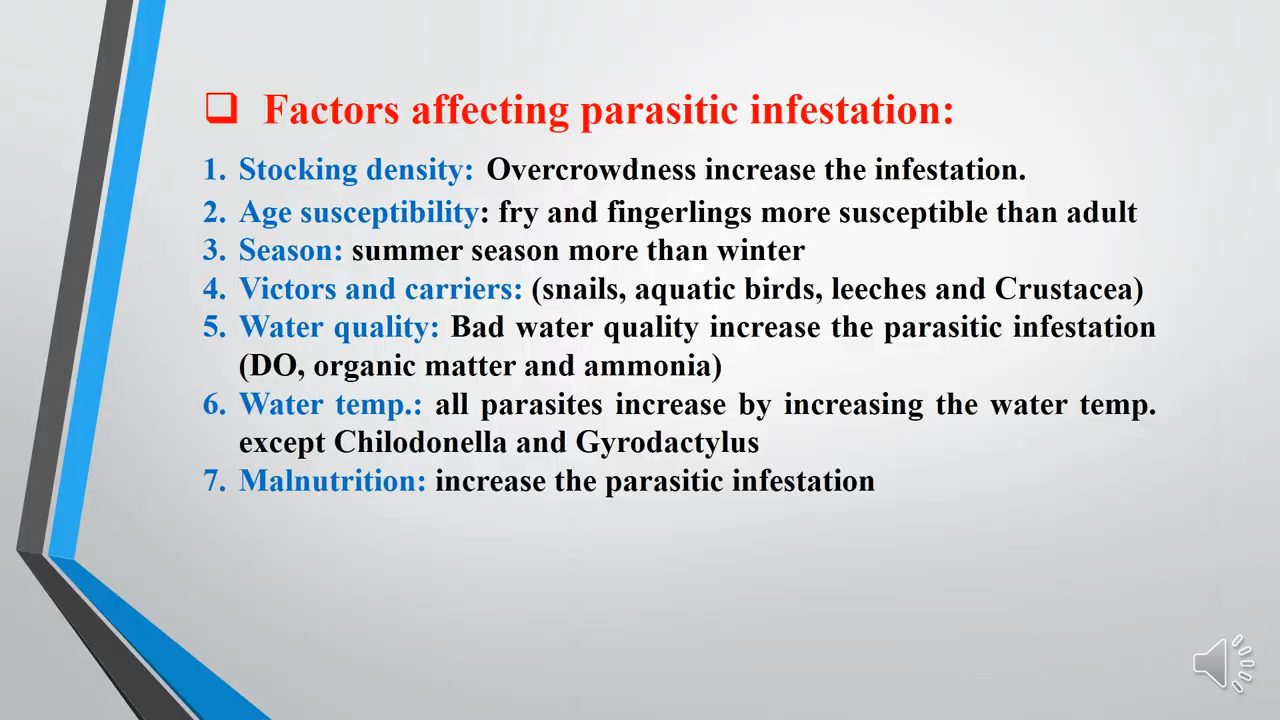 ❑ Factors affecting parasitic infestation:
1. Stocking density: Overcrowdness increase the infestation.
2. Age susceptibility: fry and fingerlings more susceptible than adult
3. Season: summer season more than winter
4. Victors and carriers: (snails, aquatic birds, leeches and Crustacea)
5. Water quality: Bad water quality increase the parasitic infestation
(DO, organic matter and ammonia)
6. Water temp.: all parasites increase by increasing the water temp.
except Chilodonella and Gyrodactylus
7. Malnutrition: increase the parasitic infestation